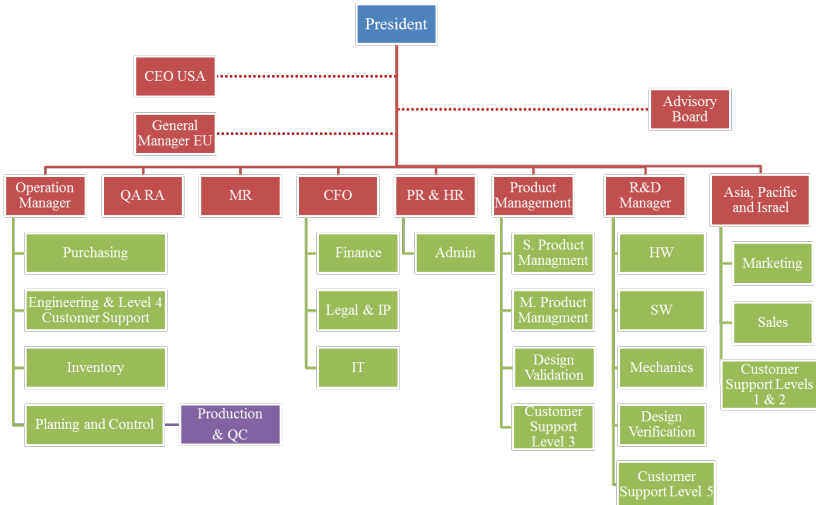 President
CEO USA
Advisory
Board
General
Manager EU
Operation
Manager
QA RA
MR
CFO
PR & HR
Product
Management
R&D
Manager
Asia, Pacific
and Israel
Purchasing
Engineering & Level 4
Customer Support
Inventory
Planing and Control
Production
& QC
Finance
Legal & IP
IT
Admin
S. Product
Managment
M. Product
Managment
Design
Validation
Customer
Support
Level 3
HW
SW
Mechanics
Design
Verification
Customer
Support Level 5
Marketing
Sales
Customer
Support Levels
1 & 2